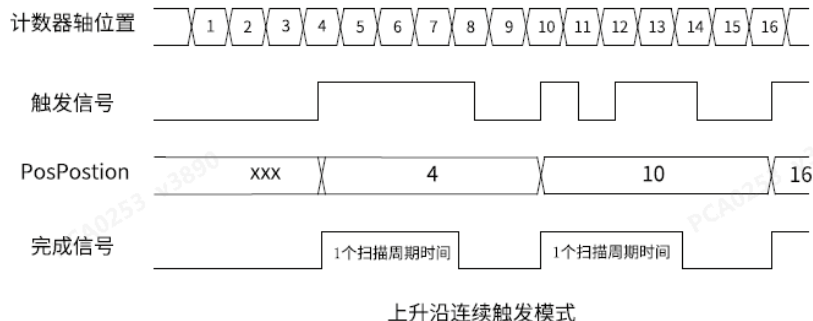 计数器轴位置 1 2 3 4 5 6 7 8 9 10 11 12 13 14 15 16
触发信号
PosPostion xxx 4 10 16
完成信号 1个扫描周期时间 1个扫描周期时间
上升沿连续触发模式
PCA0253 v3890
PCA0253